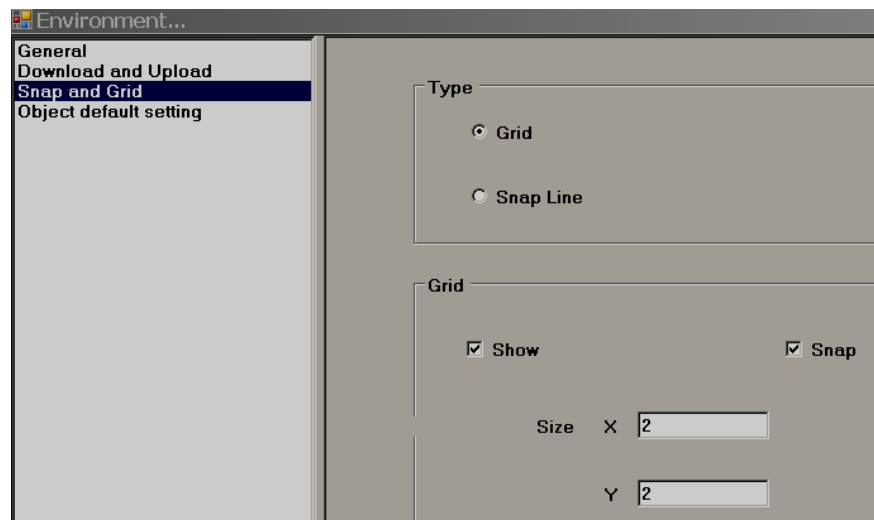 Environment...
General
Download and Upload
Snap and Grid
Object default setting
Type
Grid
Snap Line
Grid
Show Snap
Size X 2
Y 2